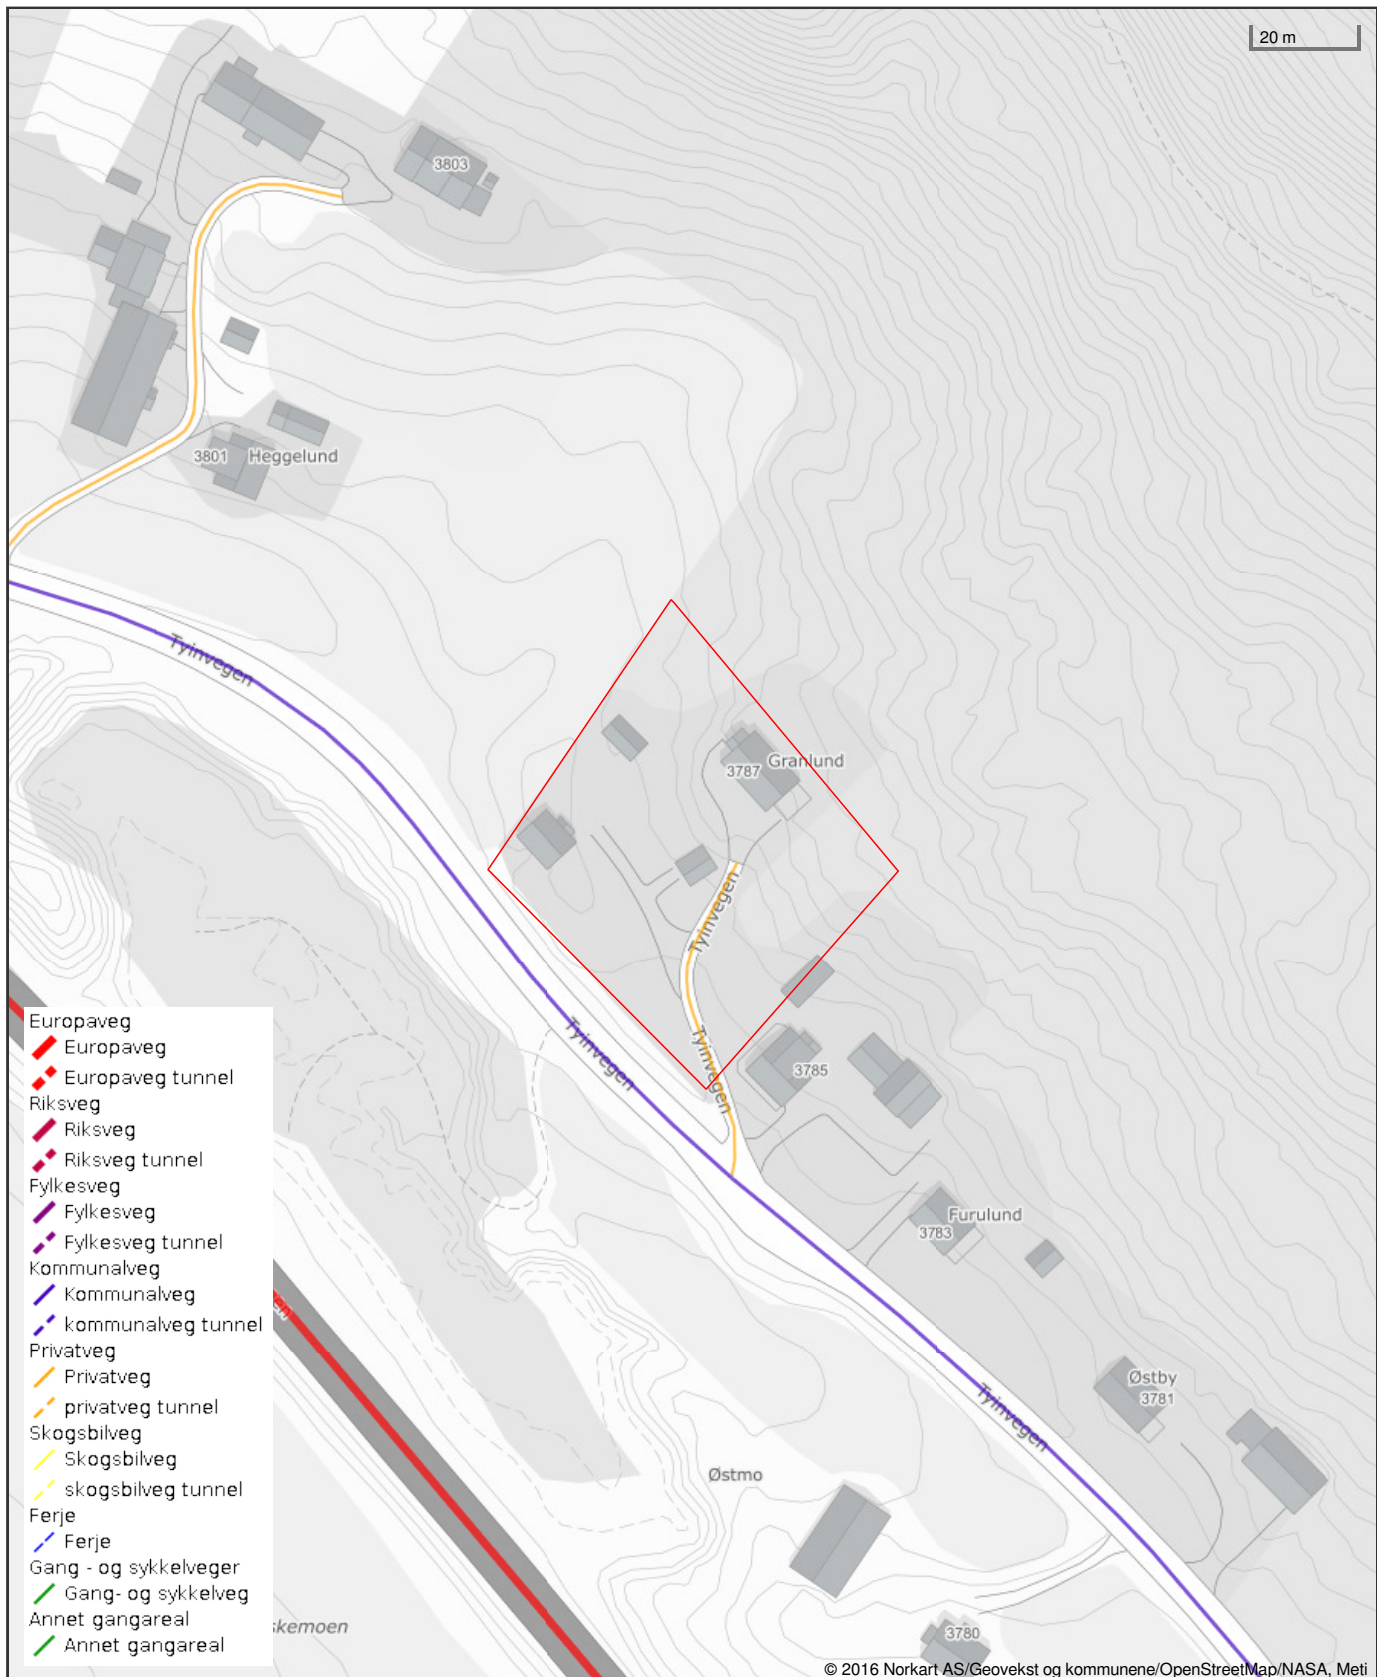 20 m
3803
3801 Heggelund
Tyinvegen
Granlund
3787
Tyinvegen
Tyinvegen
Tyinvegen
3785
Furulund
3783
Østby
3781
Tyinvegen
Østmo
3780
Europaveg
Europaveg
Europaveg tunnel
Riksveg
Riksveg
Riksveg tunnel
Fylkesveg
Fylkesveg
Fylkesveg tunnel
Kommunalveg
Kommunalveg
kommunalveg tunnel
Privatveg
Privatveg
privatveg tunnel
Skogsbilveg
Skogsbilveg
skogsbilveg tunnel
Ferje
Ferje
Gang - og sykkelveger
Gang- og sykkelveg
Annet gangareal
Annet gangareal
skemoen
© 2016 Norkart AS/Geovekst og kommunene/OpenStreetMap/NASA, Meti